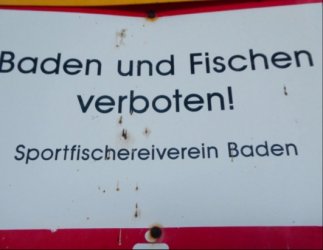 Baden und Fischen
verboten!
Sportfischereiverein Baden